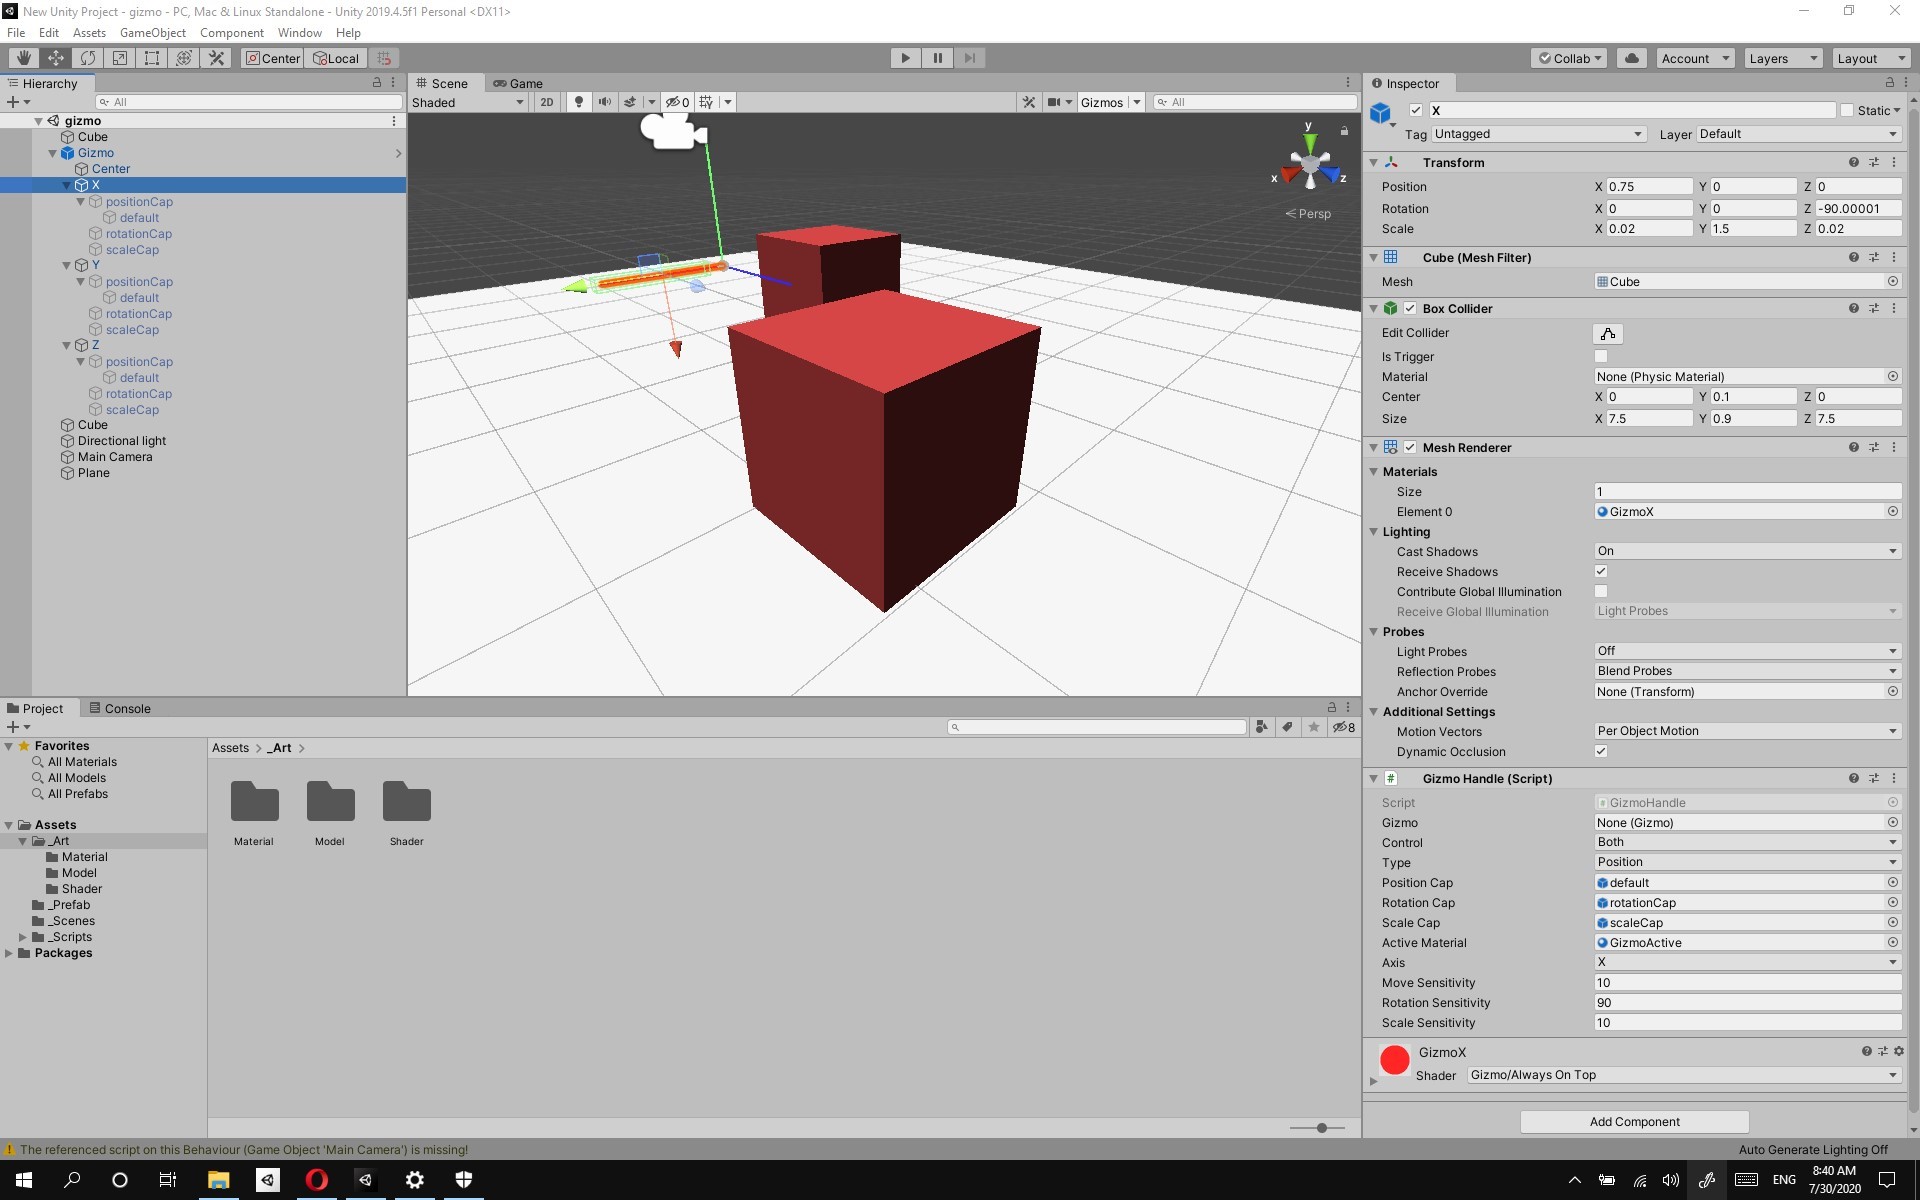 New Unity Project - gizmo - PC, Mac & Linux Standalone - Unity 2019.4.5f1 Personal <DX11>
File Edit Assets GameObject Component Window Help
Center Local Collab Account Layers Layout
Hierarchy
All
gizmo
Cube
Gizmo
Center
X
positionCap
default
rotationCap
scaleCap
Y
positionCap
default
rotationCap
scaleCap
Z
positionCap
default
rotationCap
scaleCap
Cube
Directional light
Main Camera
Plane
Scene Game
Shaded 2D 0 Gizmos All
y
x z
Persp
Inspector
X Static
Tag Untagged Layer Default
Transform
Position X 0.75 Y 0 Z 0
Rotation X 0 Y 0 Z -90.00001
Scale X 0.02 Y 1.5 Z 0.02
Cube (Mesh Filter)
Mesh Cube
Box Collider
Edit Collider
Is Trigger
Material None (Physic Material)
Center X 0 Y 0.1 Z 0
Size X 7.5 Y 0.9 Z 7.5
Mesh Renderer
Materials
Size 1
Element 0 GizmoX
Lighting
Cast Shadows On
Receive Shadows
Contribute Global Illumination
Receive Global Illumination Light Probes
Probes
Light Probes Off
Reflection Probes Blend Probes
Anchor Override None (Transform)
Additional Settings
Motion Vectors Per Object Motion
Dynamic Occlusion
# Gizmo Handle (Script)
Script GizmoHandle
Gizmo None (Gizmo)
Control Both
Type Position
Position Cap default
Rotation Cap rotationCap
Scale Cap scaleCap
Active Material GizmoActive
Axis X
Move Sensitivity 10
Rotation Sensitivity 90
Scale Sensitivity 10
GizmoX
Shader Gizmo/Always On Top
Add Component
Project Console
8
Favorites
All Materials
All Models
All Prefabs
Assets
_Art
Material
Model
Shader
_Prefab
_Scenes
_Scripts
Packages
Assets > _Art >
Material Model Shader
The referenced script on this Behaviour (Game Object 'Main Camera') is missing!
Auto Generate Lighting Off
ENG
8:40 AM
7/30/2020